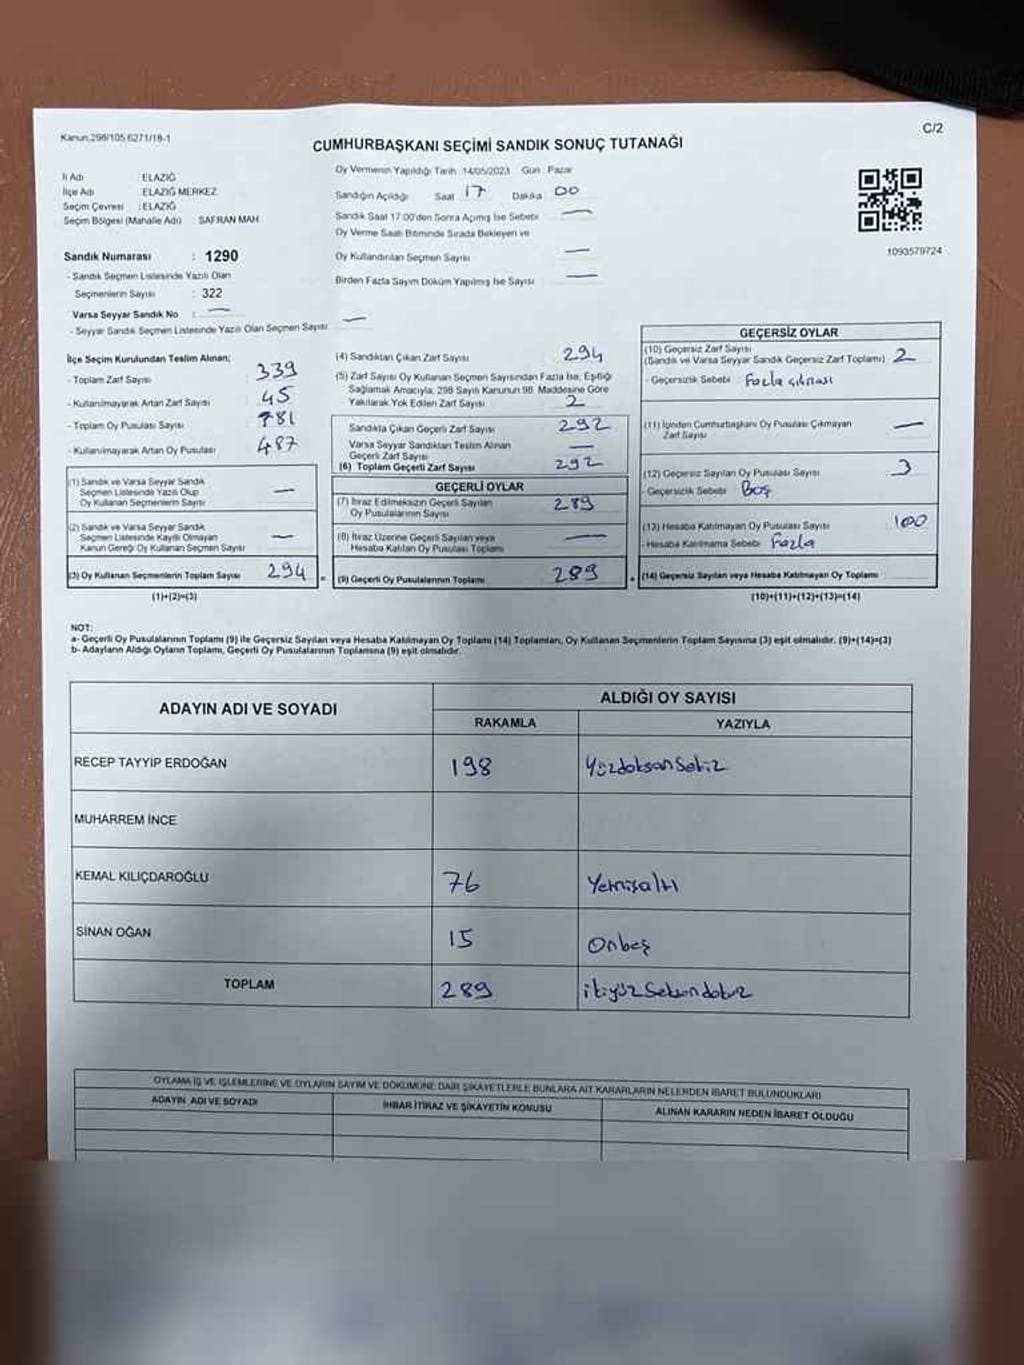 C/2
Kanun:298/105,6271/18-1
CUMHURBAŞKANI SEÇİMİ SANDIK SONUÇ TUTANAĞI
İl Adı ELAZIĞ
İlçe Adı ELAZIĞ MERKEZ
Seçim Çevresi : ELAZIĞ
Seçim Bölgesi (Mahalle Adı) : SAFRAN MAH
Oy Vermenin Yapıldığı Tarih : 14/05/2023 Gün : Pazar
Sandığın Açıldığı Saat 17 Dakika 00
Sandık Saat 17.00'den Sonra Açımış İse Sebebi —
Oy Verme Saati Bitiminde Sırada Bekleyen ve
Oy Kullandırılan Seçmen Sayısı —
Birden Fazla Sayım Döküm Yapılmış İse Sayısı —
1093579724
Sandık Numarası : 1290
- Sandık Seçmen Listesinde Yazılı Olan
Seçmenlerin Sayısı : 322
Varsa Seyyar Sandık No : —
- Seyyar Sandık Seçmen Listesinde Yazılı Olan Seçmen Sayısı —
İlçe Seçim Kurulundan Teslim Alınan;
- Toplam Zarf Sayısı : 339
- Kullanılmayarak Artan Zarf Sayısı : 45
- Toplam Oy Pusulası Sayısı : 781
- Kullanılmayarak Artan Oy Pusulası : 487
(1) Sandık ve Varsa Seyyar Sandık
Seçmen Listesinde Yazılı Olup
Oy Kullanan Seçmenlerin Sayısı —
(2) Sandık ve Varsa Seyyar Sandık
Seçmen Listesinde Kayıtlı Olmayan
Kanun Gereği Oy Kullanan Seçmen Sayısı —
(3) Oy Kullanan Seçmenlerin Toplam Sayısı 294
(1)+(2)=(3)
(4) Sandıktan Çıkan Zarf Sayısı 294
(5) Zarf Sayısı Oy Kullanan Seçmen Sayısından Fazla İse, Eşitliği
Sağlamak Amacıyla, 298 Sayılı Kanunun 98. Maddesine Göre
Yakılarak Yok Edilen Zarf Sayısı 2
Sandıkta Çıkan Geçerli Zarf Sayısı 292
Varsa Seyyar Sandıktan Teslim Alınan
Geçerli Zarf Sayısı —
(6) Toplam Geçerli Zarf Sayısı 292
GEÇERLİ OYLAR
(7) İtiraz Edilmeksizin Geçerli Sayılan
Oy Pusulalarının Sayısı 289
(8) İtiraz Üzerine Geçerli Sayılan veya
Hesaba Katılan Oy Pusulası Toplamı —
= (9) Geçerli Oy Pusulalarının Toplamı 289
GEÇERSİZ OYLAR
(10) Geçersiz Zarf Sayısı
(Sandık ve Varsa Seyyar Sandık Geçersiz Zarf Toplamı) 2
- Geçersizlik Sebebi : Fazla çıkması
(11) İçinden Cumhurbaşkanı Oy Pusulası Çıkmayan
Zarf Sayısı —
(12) Geçersiz Sayılan Oy Pusulası Sayısı 3
- Geçersizlik Sebebi Boş
(13) Hesaba Katılmayan Oy Pusulası Sayısı 100
- Hesaba Katılmama Sebebi Fazla
+ (14) Geçersiz Sayılan veya Hesaba Katılmayan Oy Toplamı
(10)+(11)+(12)+(13)=(14)
NOT:
a- Geçerli Oy Pusulalarının Toplamı (9) ile Geçersiz Sayılan veya Hesaba Katılmayan Oy Toplamı (14) Toplamları, Oy Kullanan Seçmenlerin Toplam Sayısına (3) eşit olmalıdır. (9)+(14)=(3)
b- Adayların Aldığı Oyların Toplamı, Geçerli Oy Pusulalarının Toplamına (9) eşit olmalıdır.
ADAYIN ADI VE SOYADI
ALDIĞI OY SAYISI
RAKAMLA YAZIYLA
RECEP TAYYİP ERDOĞAN 198 Yüzdoksansekiz
MUHARREM İNCE
KEMAL KILIÇDAROĞLU 76 Yetmişaltı
SİNAN OĞAN 15 Onbeş
TOPLAM 289 ikiyüzSeksendokuz
OYLAMA İŞ VE İŞLEMLERİNE VE OYLARIN SAYIM VE DÖKÜMÜNE DAİR ŞİKAYETLERLE BUNLARA AİT KARARLARIN NELERDEN İBARET BULUNDUKLARI
ADAYIN ADI VE SOYADI İHBAR İTİRAZ VE ŞİKAYETİN KONUSU ALINAN KARARIN NEDEN İBARET OLDUĞU